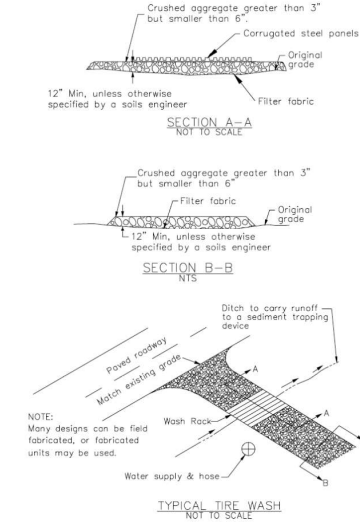 Crushed aggregate greater than 3"
but smaller than 6".
Corrugated steel panels
Original
grade
12" Min, unless otherwise
specified by a soils engineer
Filter fabric
SECTION A-A
NOT TO SCALE
Crushed aggregate greater than 3"
but smaller than 6"
Filter fabric
Original
grade
12" Min, unless otherwise
specified by a soils engineer
SECTION B-B
NTS
Ditch to carry runoff
to a sediment trapping
device
Paved roadway
Match existing grade
A
NOTE:
Many designs can be field
fabricated, or fabricated
units may be used.
Wash Rack
A
Water supply & hose
B
TYPICAL TIRE WASH
NOT TO SCALE